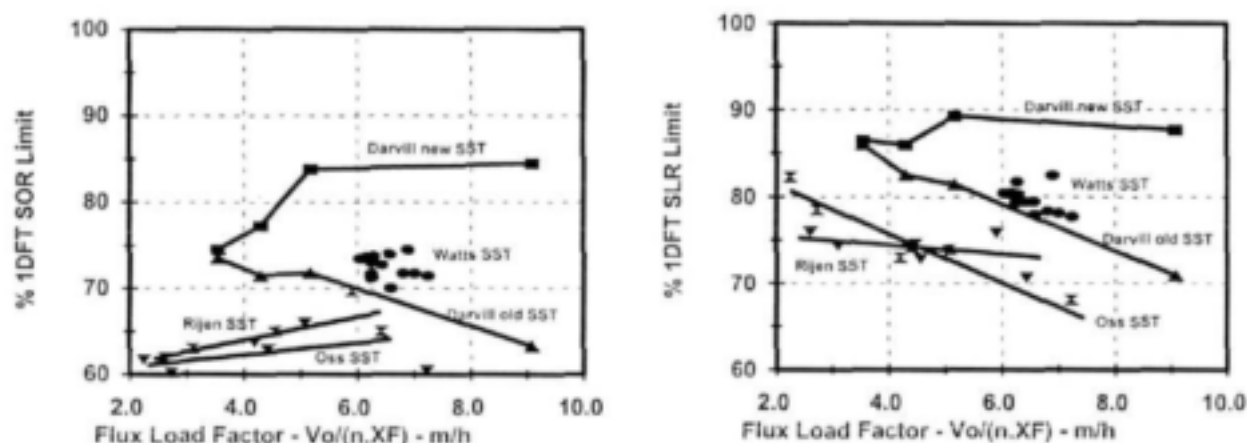 100
90
80
70
60
% 1DFT SOR Limit
Darvill new SST
Watts SST
Rijen SST
Darvill old SST
Oss SST
2.0 4.0 6.0 8.0 10.0
Flux Load Factor - Vo/(n.XF) - m/h
100
90
80
70
60
% 1DFT SLR Limit
Darvill new SST
Watts SST
Darvill old SST
Rijen SST
Oss SST
2.0 4.0 6.0 8.0 10.0
Flux Load Factor - Vo/(n.XF) - m/h